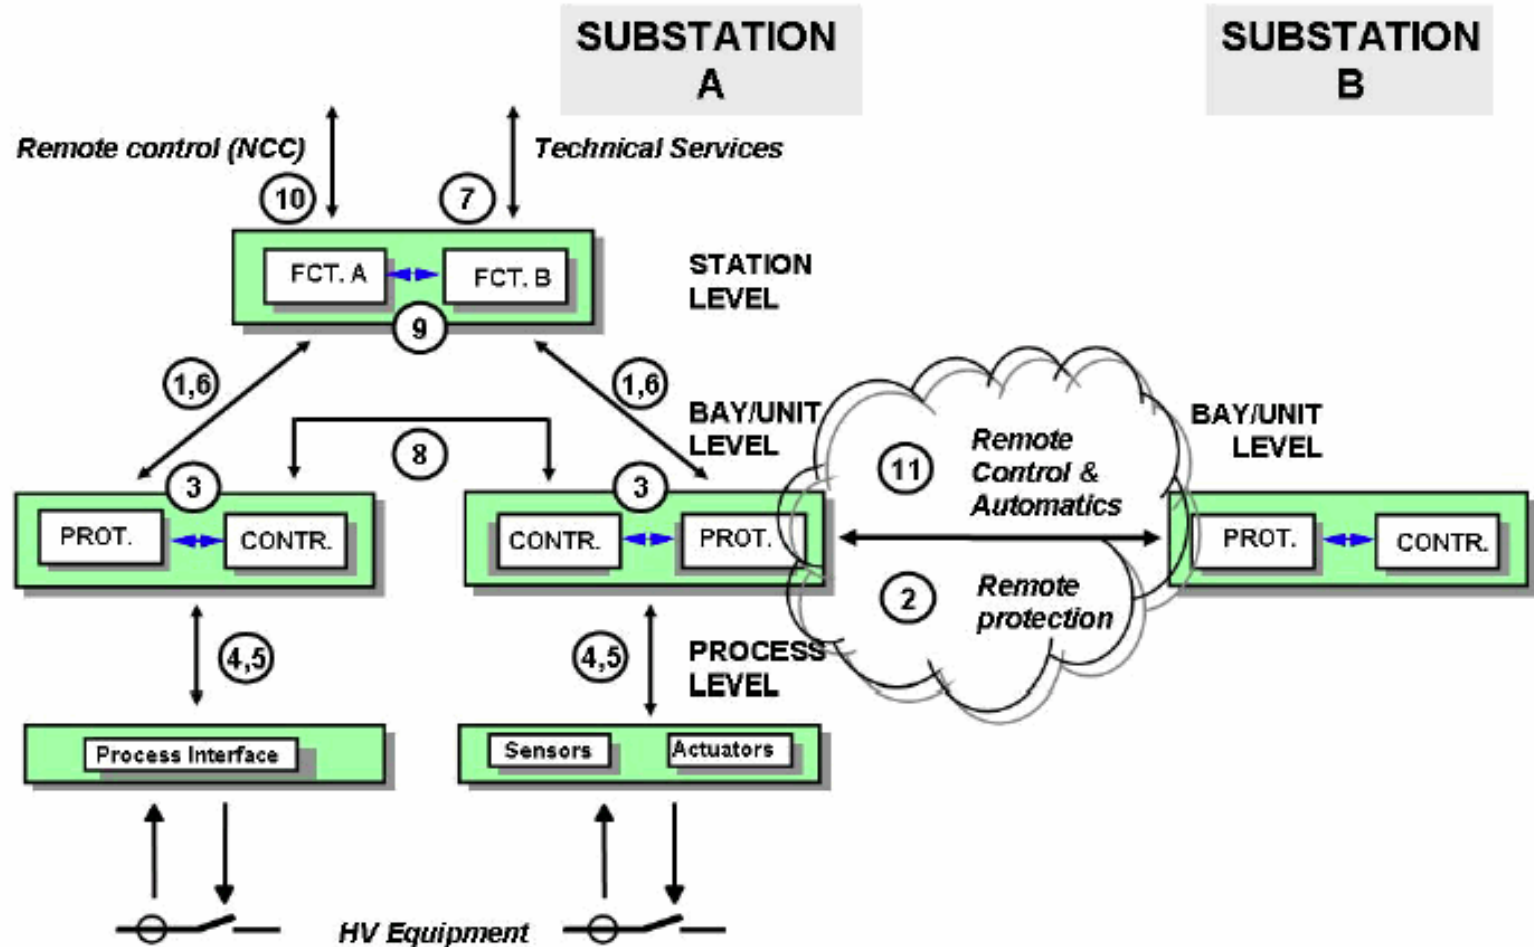 SUBSTATION
A
SUBSTATION
B
Remote control (NCC)
Technical Services
10
7
FCT. A
FCT. B
STATION
LEVEL
9
1,6
1,6
BAY/UNIT
LEVEL
8
11
Remote
Control &
Automatics
BAY/UNIT
LEVEL
3
3
PROT.
CONTR.
CONTR.
PROT.
PROT.
CONTR.
2
Remote
protection
4,5
4,5
PROCESS
LEVEL
Process Interface
Sensors
Actuators
HV Equipment